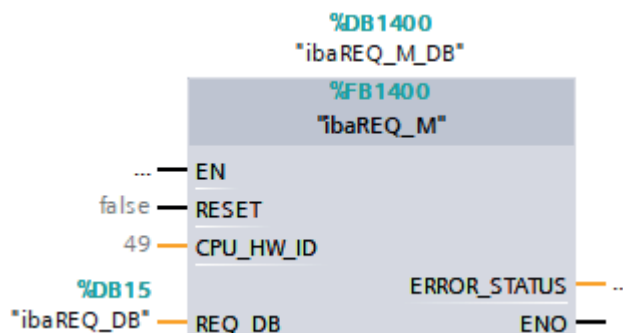 %DB1400
"ibaREQ_M_DB"
%FB1400
"ibaREQ_M"
... EN
false RESET
49 CPU_HW_ID
%DB15 ERROR_STATUS ...
"ibaREQ_DB" REQ_DB ENO